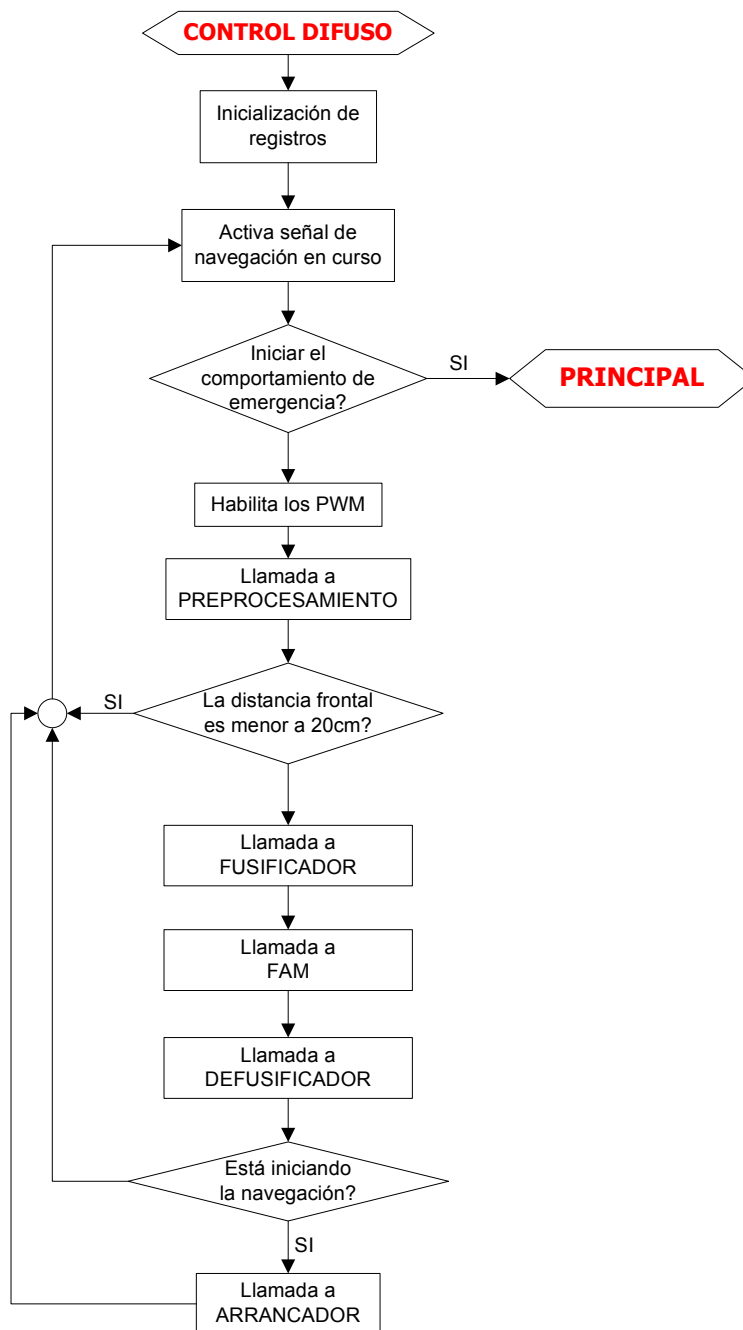 CONTROL DIFUSO
Inicialización de
registros
Activa señal de
navegación en curso
Iniciar el
comportamiento de
emergencia?
SI
PRINCIPAL
Habilita los PWM
Llamada a
PREPROCESAMIENTO
La distancia frontal
es menor a 20cm?
SI
Llamada a
FUSIFICADOR
Llamada a
FAM
Llamada a
DEFUSIFICADOR
Está iniciando
la navegación?
SI
Llamada a
ARRANCADOR